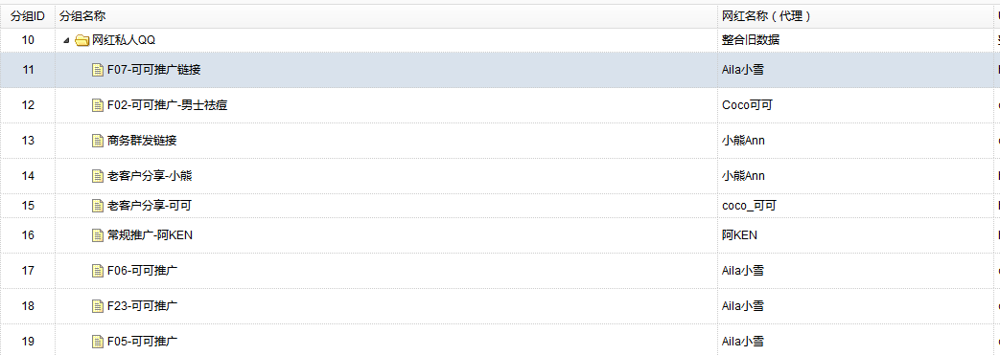 分组ID 分组名称 网红名称（代理）
10 网红私人QQ 整合旧数据
11 F07-可可推广链接 Aila小雪
12 F02-可可推广-男士祛痘 Coco可可
13 商务群发链接 小熊Ann
14 老客户分享-小熊 小熊Ann
15 老客户分享-可可 coco_可可
16 常规推广-阿KEN 阿KEN
17 F06-可可推广 Aila小雪
18 F23-可可推广 Aila小雪
19 F05-可可推广 Aila小雪